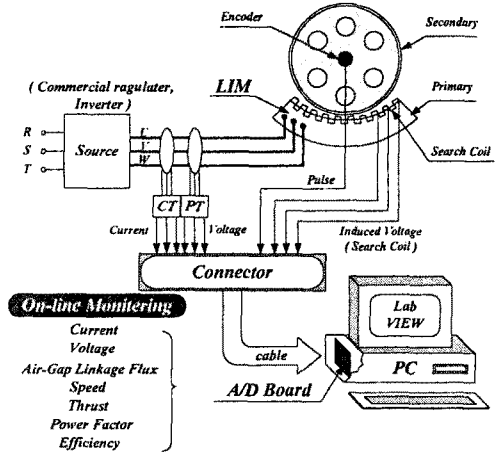 Encoder
Secondary
( Commercial ragulater,
Inverter )
LIM
Primary
R
S
T
Source
U
V
W
Search Coil
CT
PT
Pulse
Current
Voltage
Induced Voltage
( Search Coil )
Connector
On-line Monitering
Current
Voltage
Air-Gap Linkage Flux
Speed
Thrust
Power Factor
Efficiency
cable
A/D Board
Lab
VIEW
PC